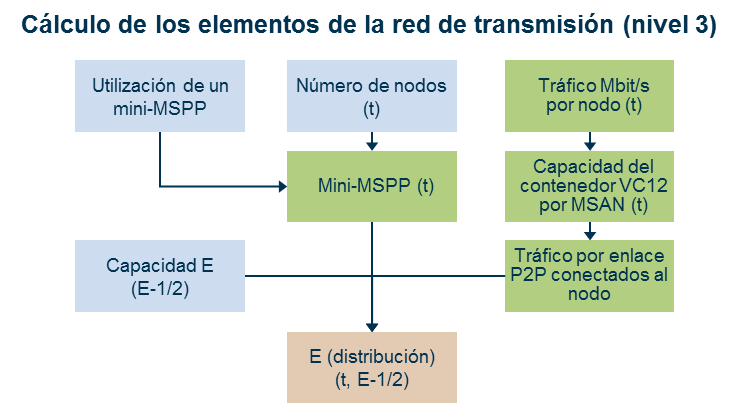 Cálculo de los elementos de la red de transmisión (nivel 3)
Utilización de un
mini-MSPP
Número de nodos
(t)
Tráfico Mbit/s
por nodo (t)
Mini-MSPP (t)
Capacidad del
contenedor VC12
por MSAN (t)
Capacidad E
(E-1/2)
Tráfico por enlace
P2P conectados al
nodo
E (distribución)
(t, E-1/2)